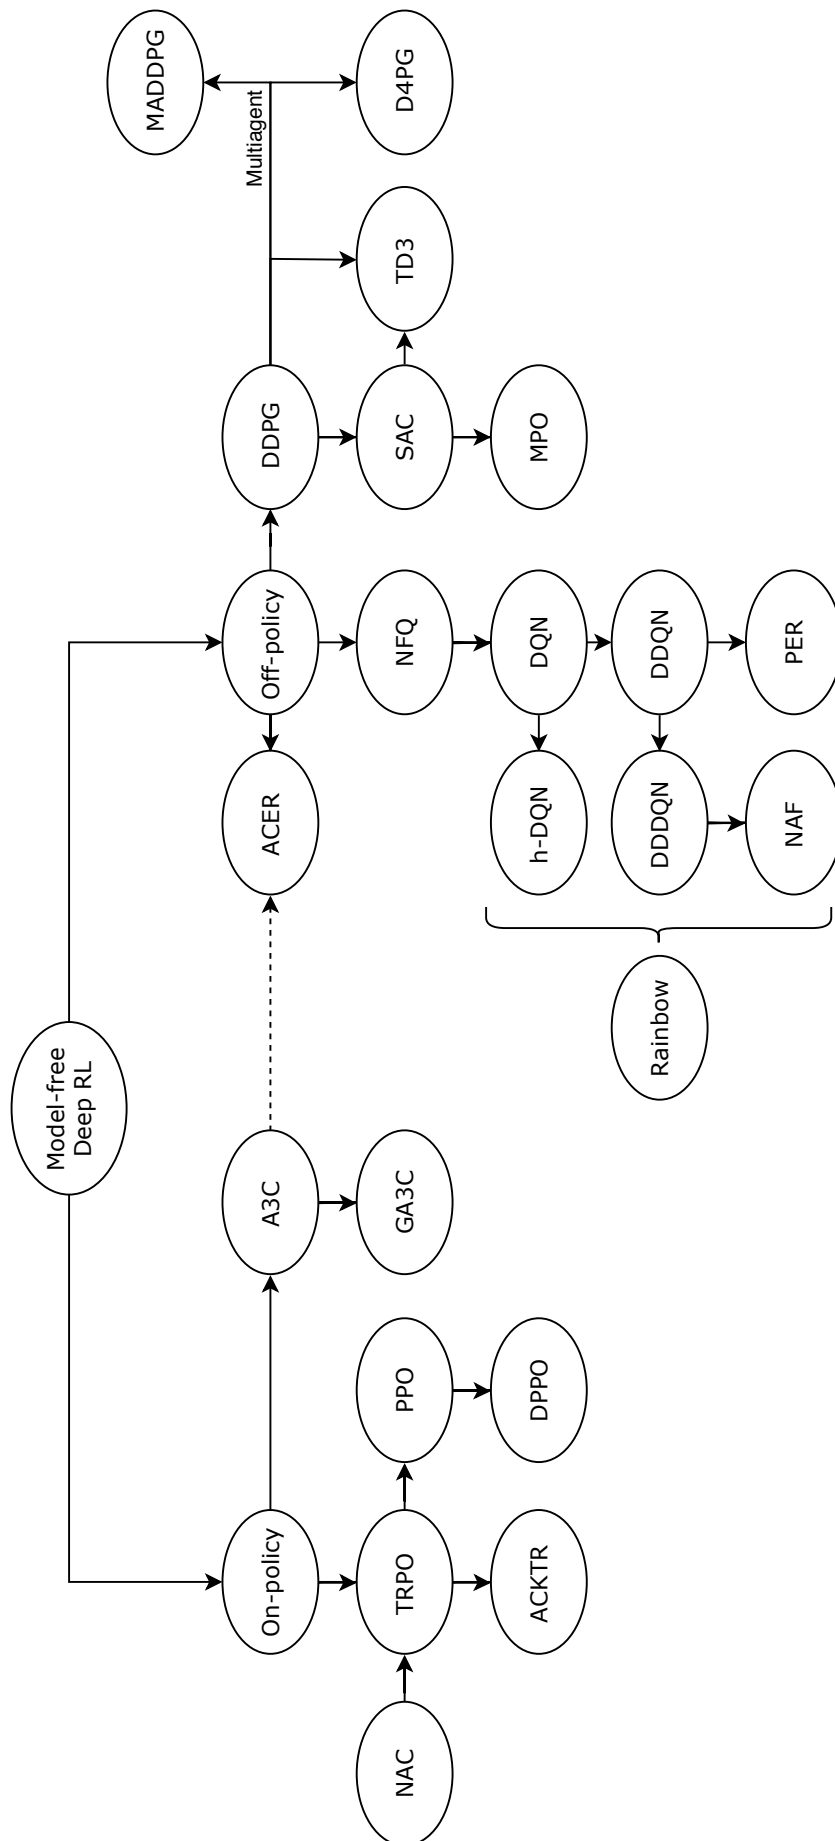 Model-free
Deep RL
On-policy
A3C
ACER
Off-policy
DDPG
Multiagent
MADDPG
NAC
TRPO
PPO
GA3C
NFQ
SAC
TD3
D4PG
ACKTR
DPPO
h-DQN
DQN
MPO
Rainbow
DDDQN
DDQN
NAF
PER